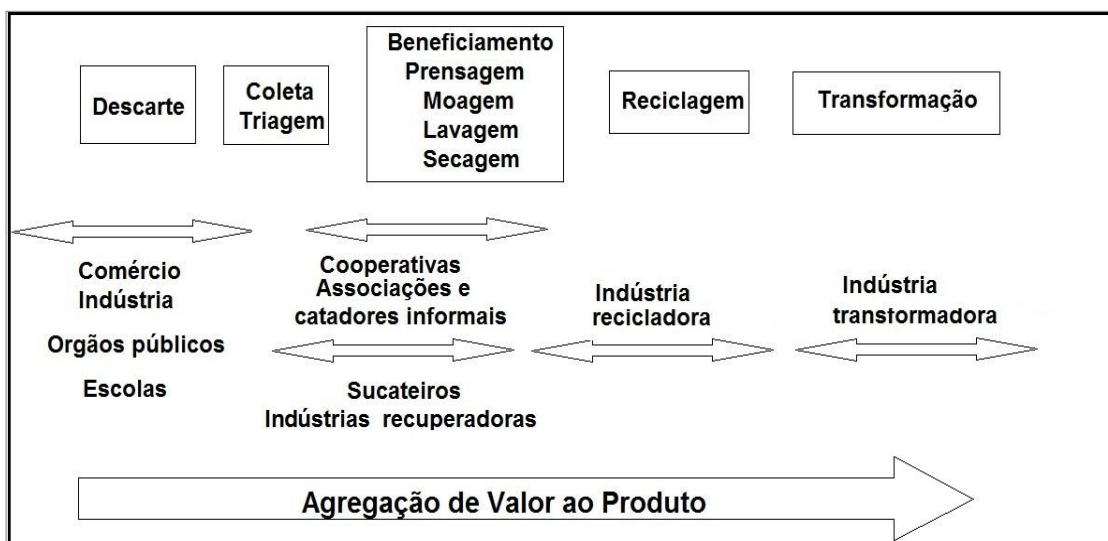 Descarte
Coleta
Triagem
Beneficiamento
Prensagem
Moagem
Lavagem
Secagem
Reciclagem
Transformação
Comércio
Indústria
Orgãos públicos
Escolas
Cooperativas
Associações e
catadores informais
Sucateiros
Indústrias recuperadoras
Indústria
recicladora
Indústria
transformadora
Agregação de Valor ao Produto